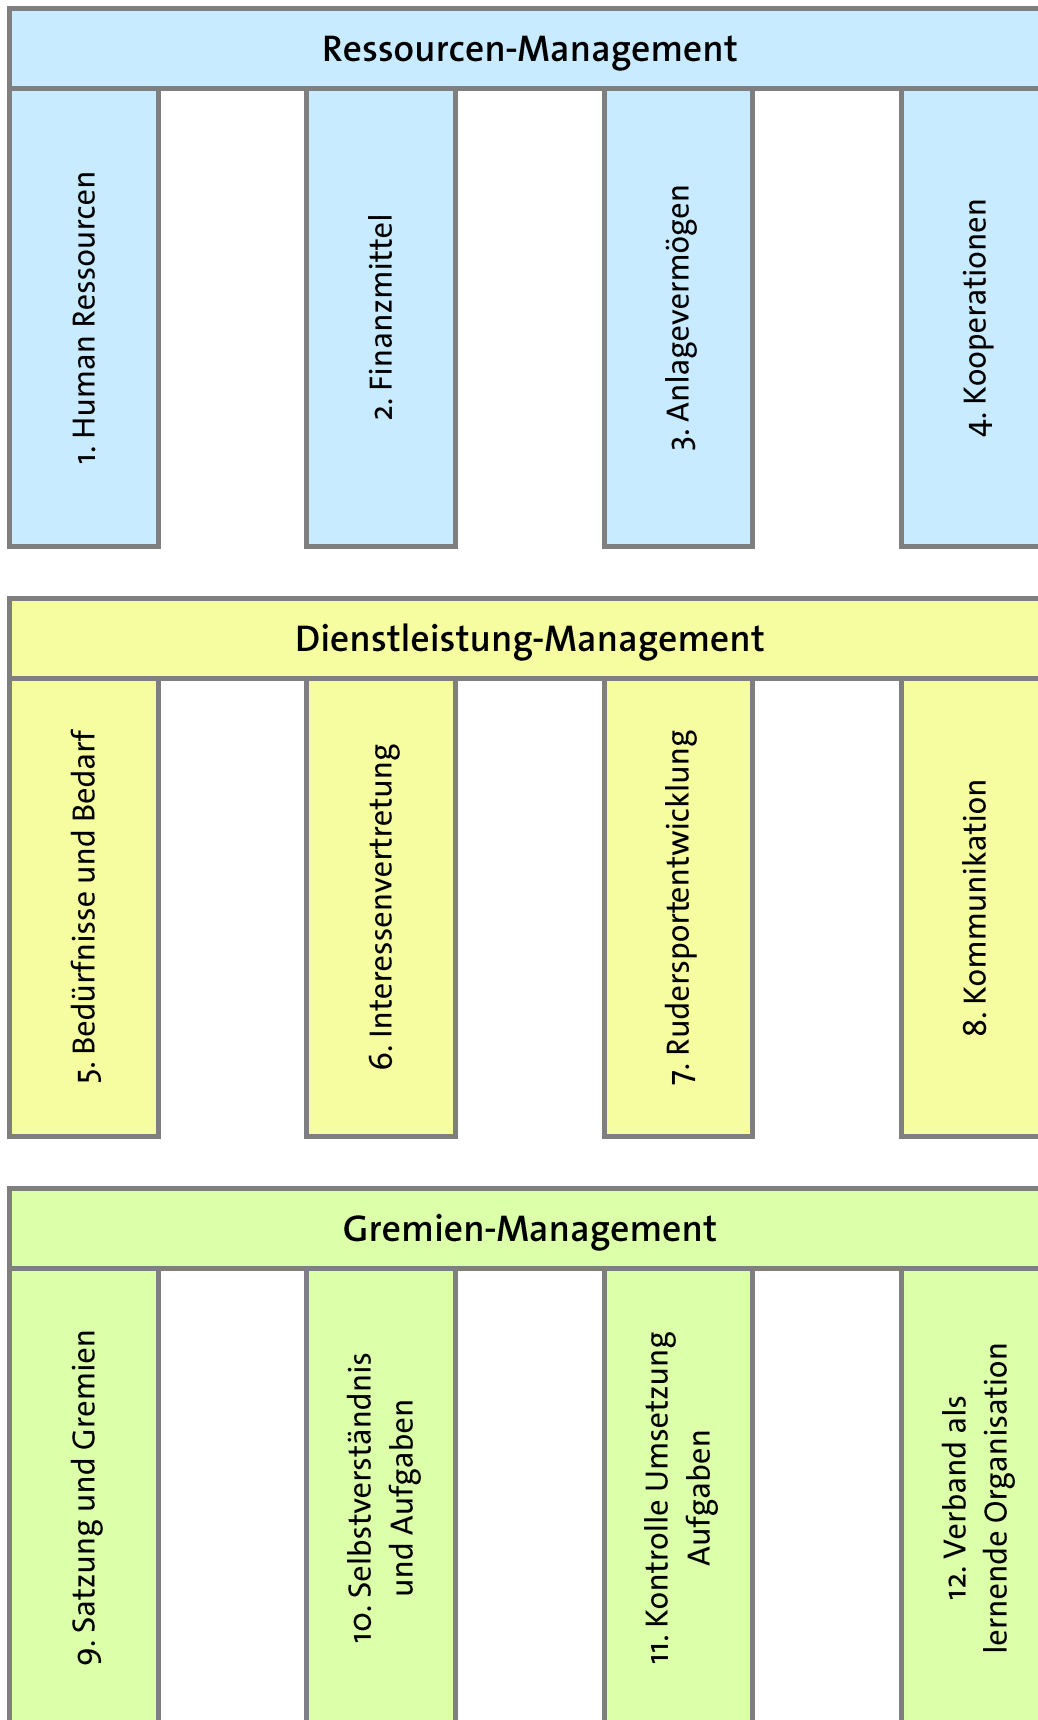 Ressourcen-Management
1. Human Ressourcen
2. Finanzmittel
3. Anlagevermögen
4. Kooperationen
Dienstleistung-Management
5. Bedürfnisse und Bedarf
6. Interessenvertretung
7. Rudersportentwicklung
8. Kommunikation
Gremien-Management
9. Satzung und Gremien
10. Selbstverständnis
und Aufgaben
11. Kontrolle Umsetzung
Aufgaben
12. Verband als
lernende Organisation